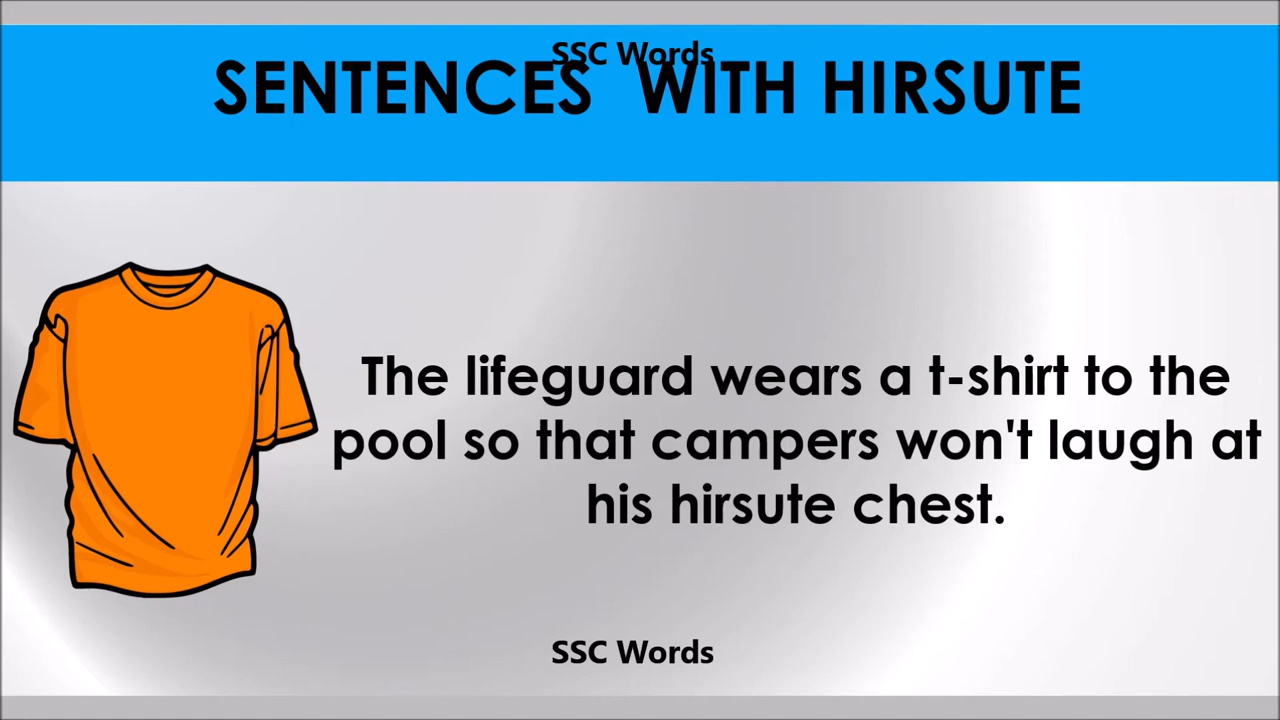 SSC Words
SENTENCES WITH HIRSUTE
The lifeguard wears a t-shirt to the
pool so that campers won't laugh at
his hirsute chest.
SSC Words